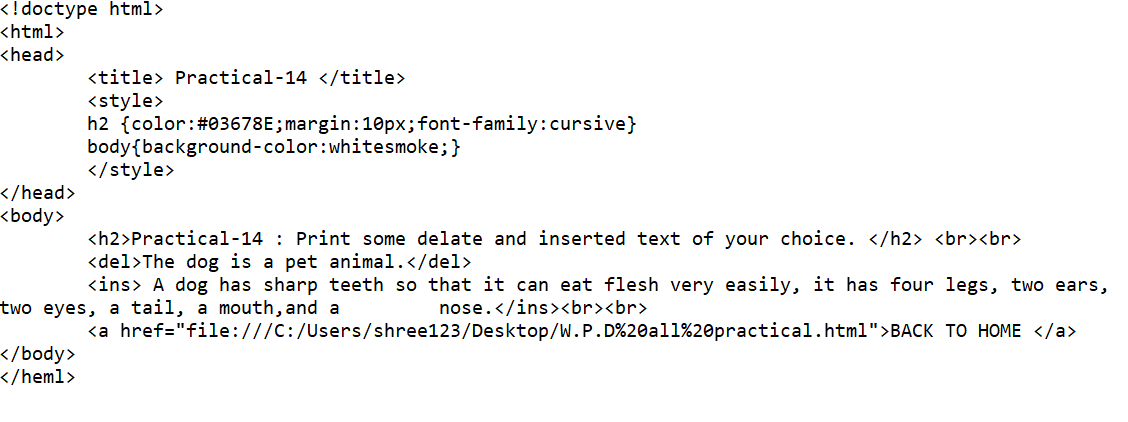 <!doctype html>
<html>
<head>
        <title> Practical-14 </title>
        <style>
        h2 {color:#03678E;margin:10px;font-family:cursive}
        body{background-color:whitesmoke;}
        </style>
</head>
<body>
        <h2>Practical-14 : Print some delate and inserted text of your choice. </h2> <br><br>
        <del>The dog is a pet animal.</del>
        <ins> A dog has sharp teeth so that it can eat flesh very easily, it has four legs, two ears,
two eyes, a tail, a mouth,and a         nose.</ins><br><br>
        <a href="file:///C:/Users/shree123/Desktop/W.P.D%20all%20practical.html">BACK TO HOME </a>
</body>
</heml>